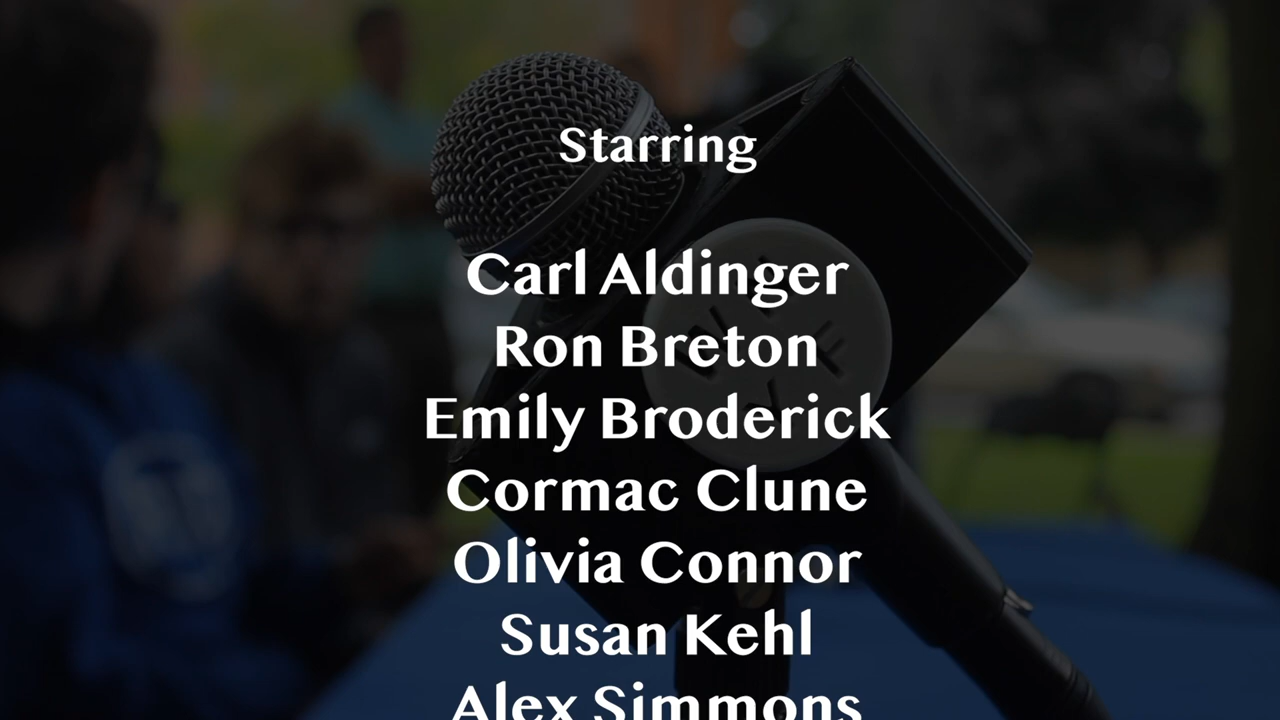 Starring
Carl Aldinger
Ron Breton
Emily Broderick
Cormac Clune
Olivia Connor
Susan Kehl
Alex Simmons